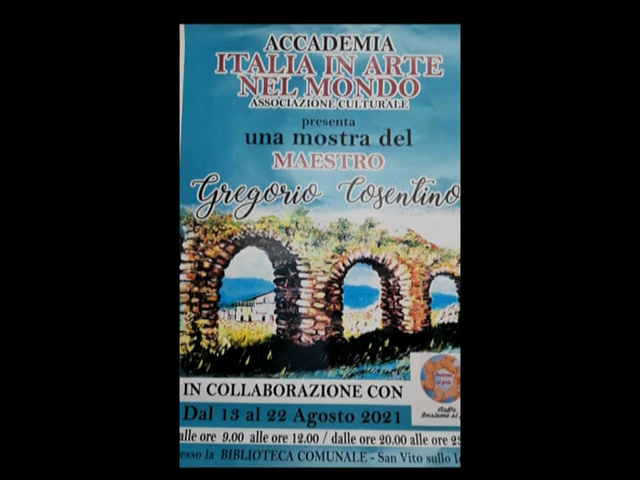 ACCADEMIA
ITALIA IN ARTE
NEL MONDO
ASSOCIAZIONE CULTURALE
presenta
una mostra del
MAESTRO
Gregorio Cosentino
IN COLLABORAZIONE CON
Dal 13 al 22 Agosto 2021
alle ore 9.00 alle ore 12.00 / dalle ore 20.00 alle ore
BIBLIOTECA COMUNALE - San Vito sullo